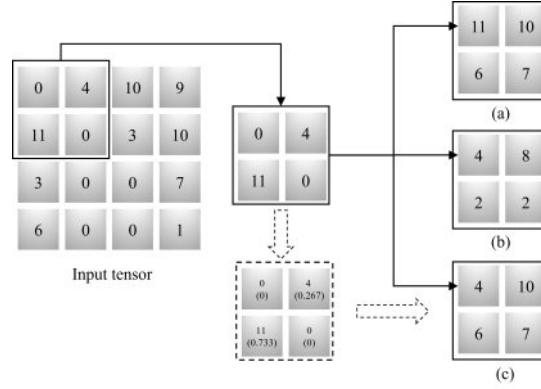 0 4 10 9
11 0 3 10
3 0 0 7
6 0 0 1
Input tensor
0 4
11 0
0 4
(0) (0.267)
11 0
(0.733) (0)
11 10
6 7
(a)
4 8
2 2
(b)
4 10
6 7
(c)